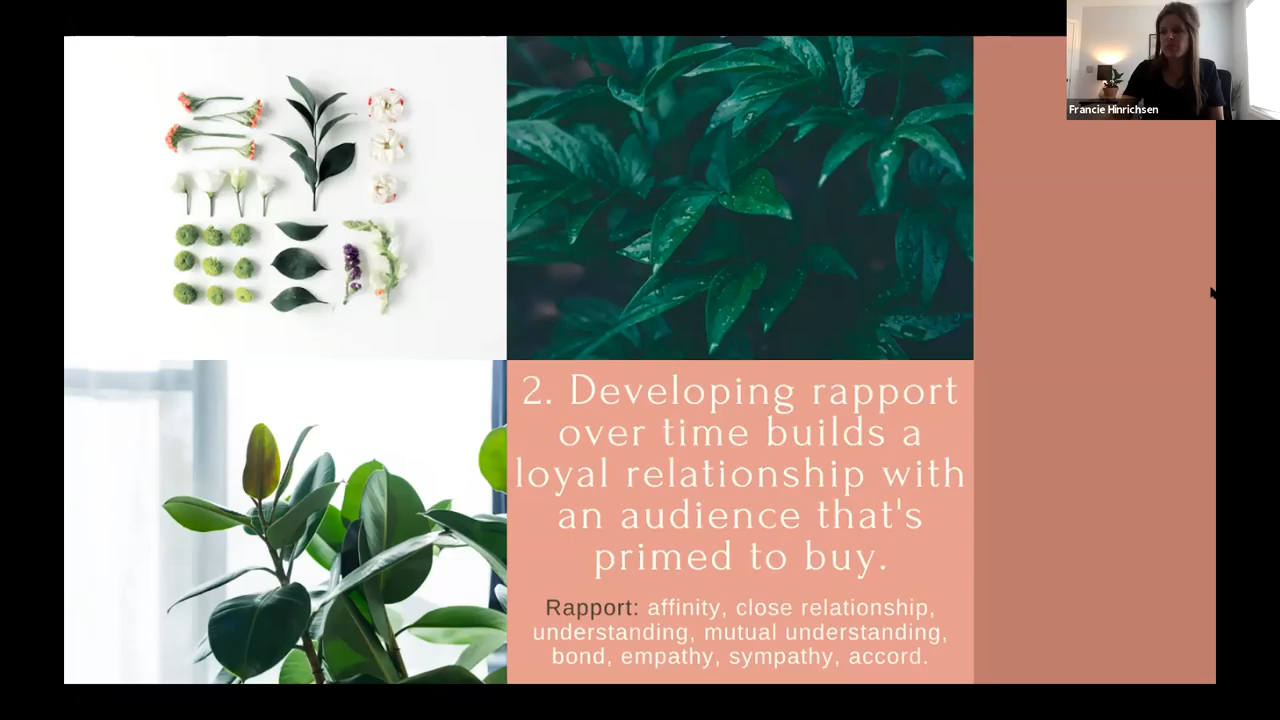 Francie Hinrichsen
2. Developing rapport
over time builds a
loyal relationship with
an audience that's
primed to buy.
Rapport: affinity, close relationship,
understanding, mutual understanding,
bond, empathy, sympathy, accord.